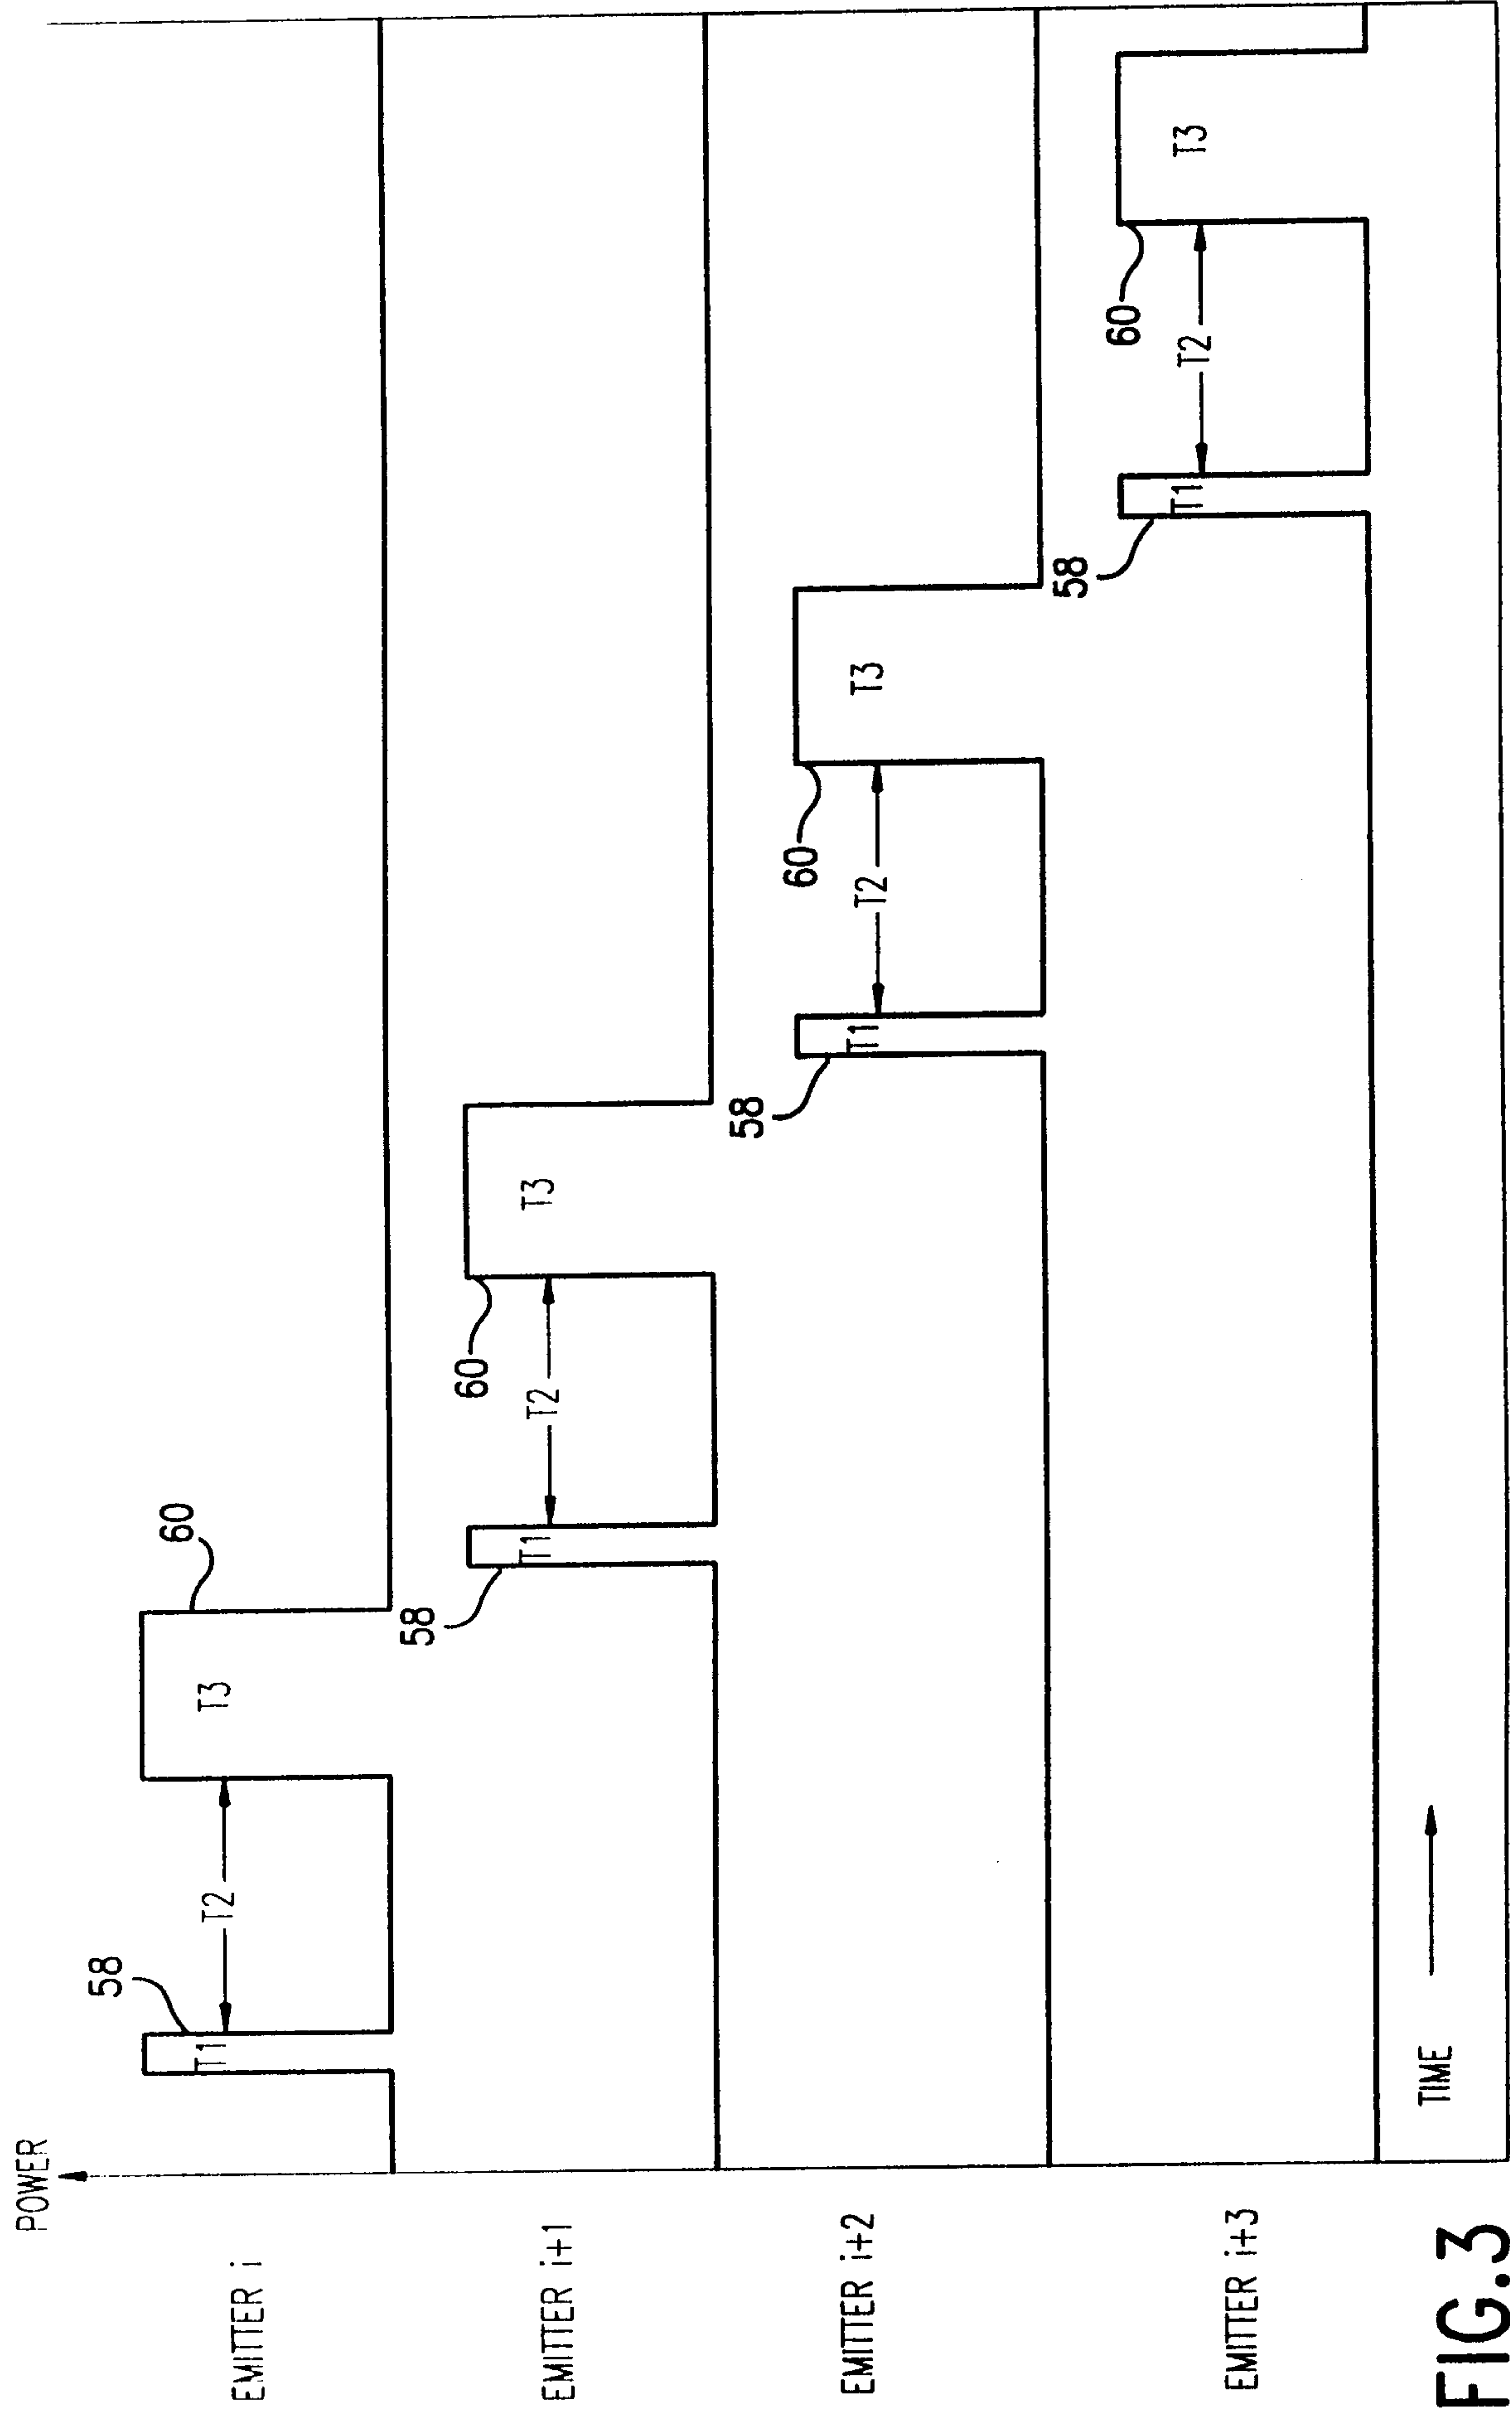 POWER
EMITTER i
58
T1
T2
T3
60
EMITTER i+1
58
T1
T2
60
T3
EMITTER i+2
58
T1
T2
60
T3
EMITTER i+3
58
T1
T2
60
T3
TIME
FIG.3